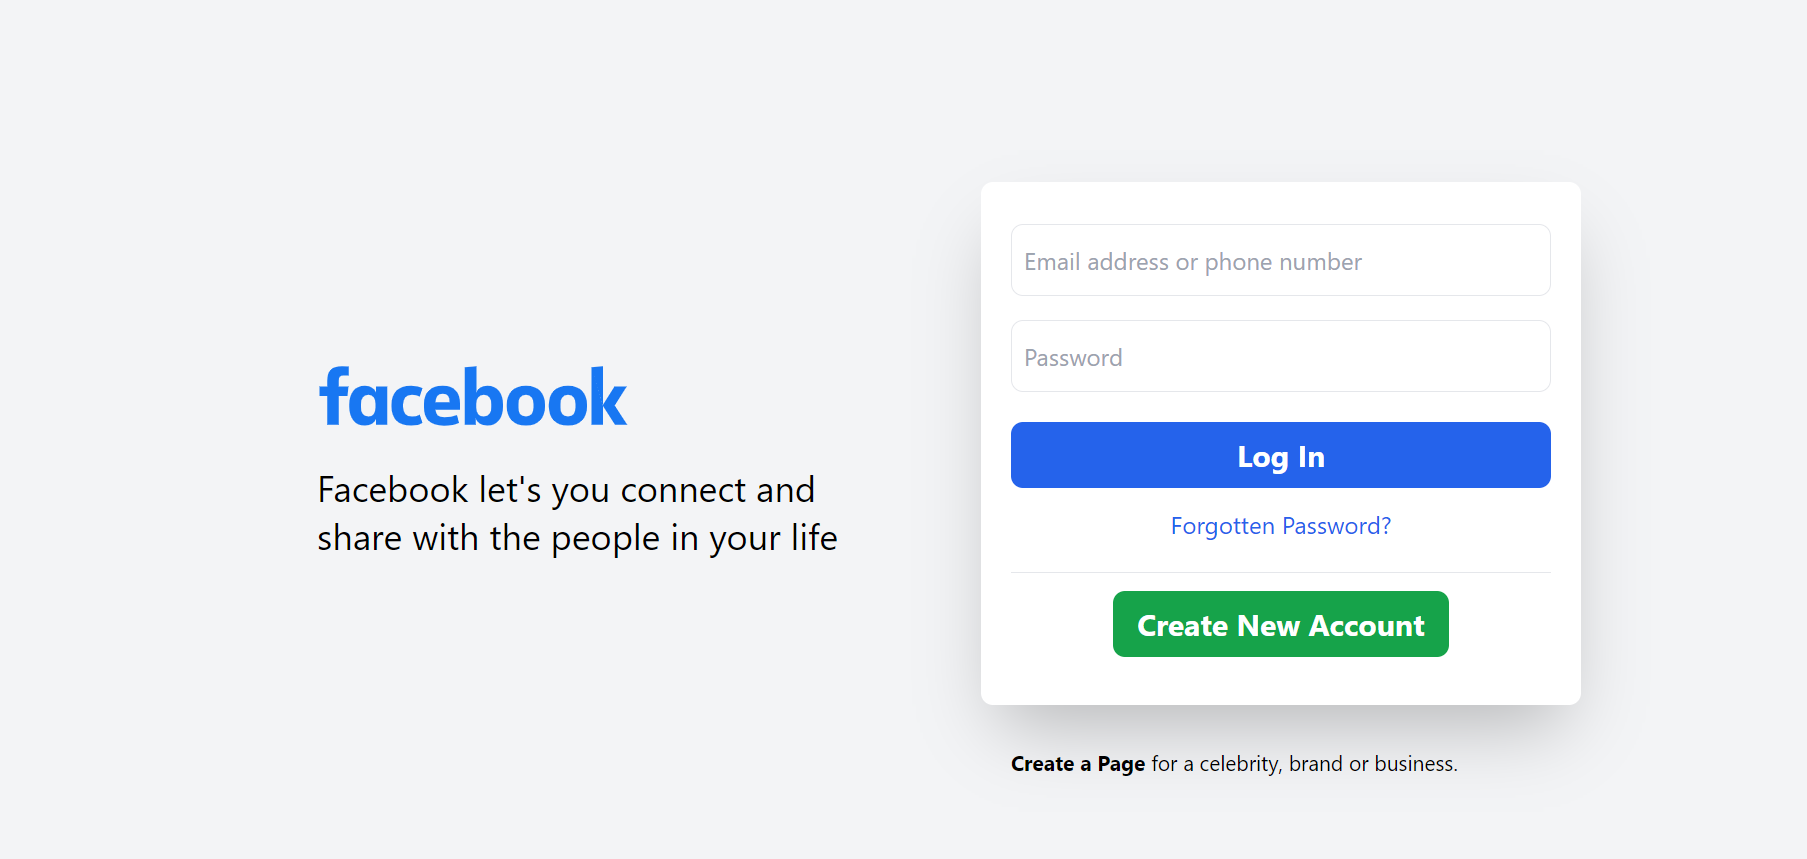 facebook
Facebook let's you connect and
share with the people in your life
Email address or phone number
Password
Log In
Forgotten Password?
Create New Account
Create a Page for a celebrity, brand or business.